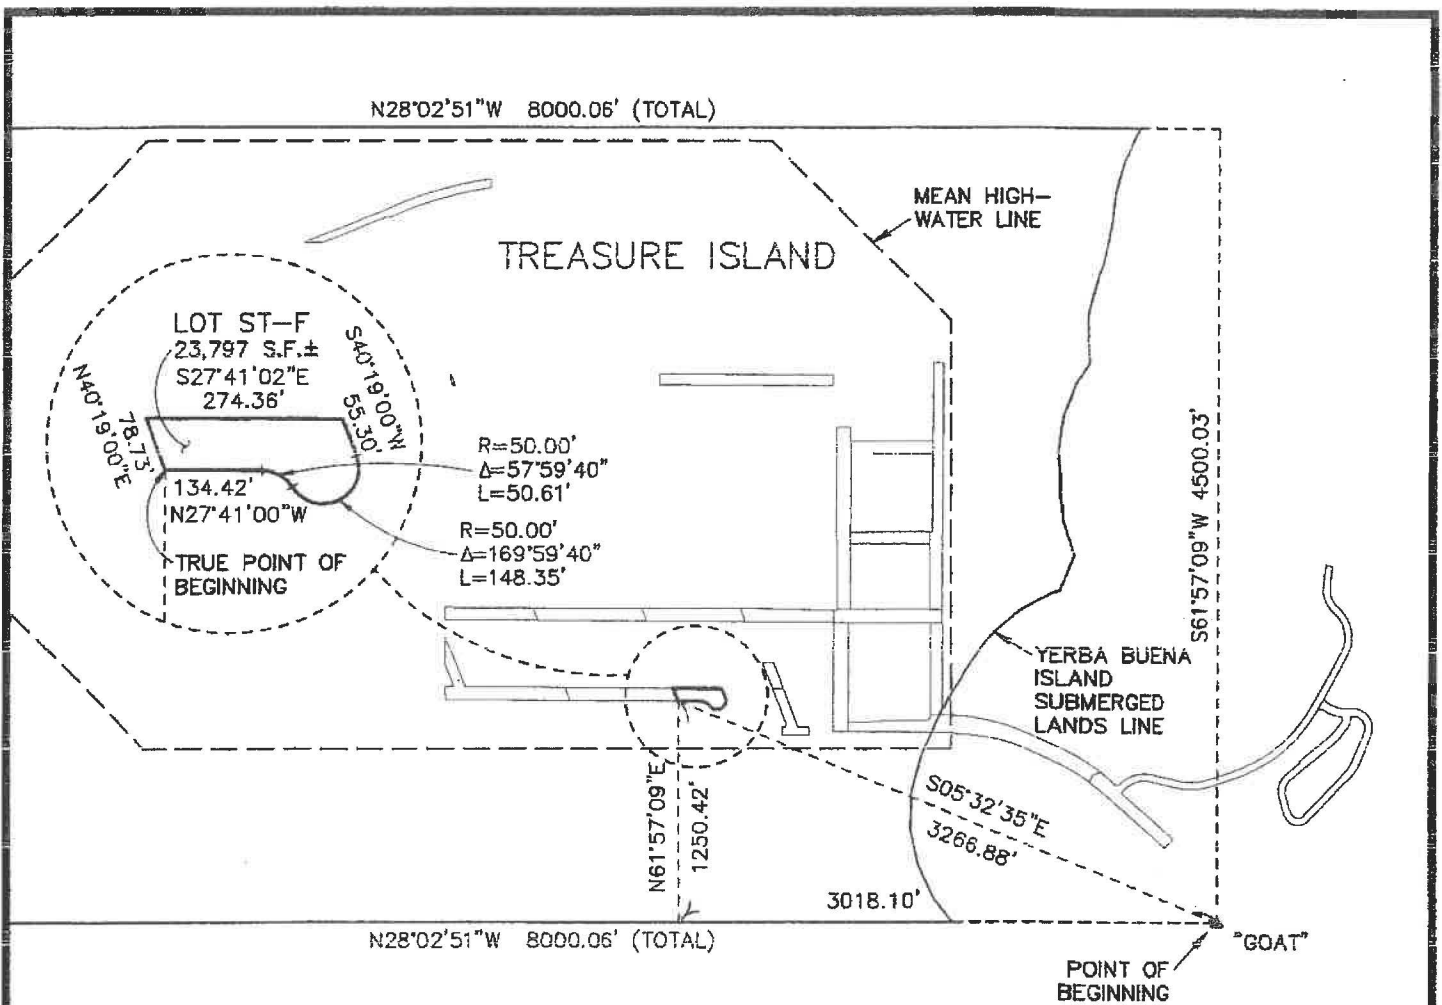 N28°02'51"W 8000.06' (TOTAL)
MEAN HIGH-
WATER LINE
TREASURE ISLAND
LOT ST-F
23,797 S.F.±
S27°41'02"E
274.36'
S40°19'00"W
55.30'
N40°19'00"E
78.73'
134.42'
N27°41'00"W
TRUE POINT OF
BEGINNING
R=50.00'
Δ=57°59'40"
L=50.61'
R=50.00'
Δ=169°59'40"
L=148.35'
S61°57'09"W 4500.03'
YERBA BUENA
ISLAND
SUBMERGED
LANDS LINE
N61°57'09"E
1250.42'
S05°32'35"E
3266.88'
3018.10'
N28°02'51"W 8000.06' (TOTAL)
"GOAT"
POINT OF
BEGINNING